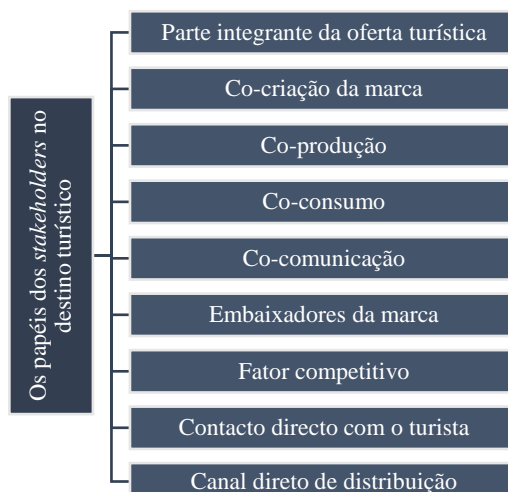 Os papéis dos stakeholders no
destino turístico
Parte integrante da oferta turística
Co-criação da marca
Co-produção
Co-consumo
Co-comunicação
Embaixadores da marca
Fator competitivo
Contacto directo com o turista
Canal direto de distribuição